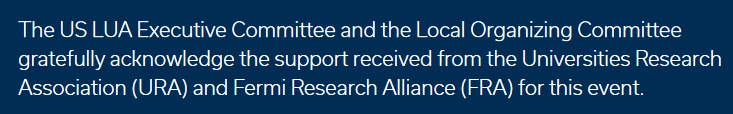 The US LUA Executive Committee and the Local Organizing Committee
gratefully acknowledge the support received from the Universities Research
Association (URA) and Fermi Research Alliance (FRA) for this event.